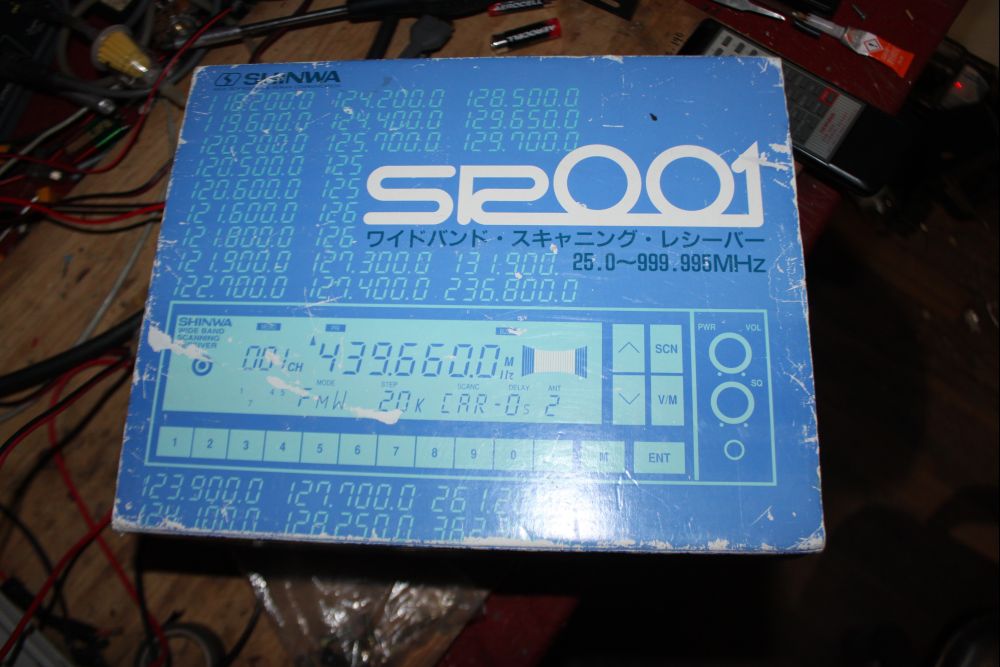 SHINWA
118.200.0 124.200.0 128.500.0
119.600.0 124.400.0 129.650.0
120.200.0 125.700.0 129.700.0
120.500.0 125
120.600.0 125
121.600.0 126
121.800.0 126
121.900.0 127.300.0 131.900.
122.700.0 127.400.0 236.800.0
SR001
ワイドバンド・スキャニング・レシーバー
25.0〜999.995MHz
SHINWA
WIDE BAND
SCANNING
001CH 439.660.0 MHz
MODE STEP SCANC DELAY ANT
FMW 20K CAR-0s 2
SCN
V/M
PWR VOL
SQ
1 2 3 4 5 6 7 8 9 0 M ENT
123.900.0 127.700.0 261.2
124.100.0 128.250.0